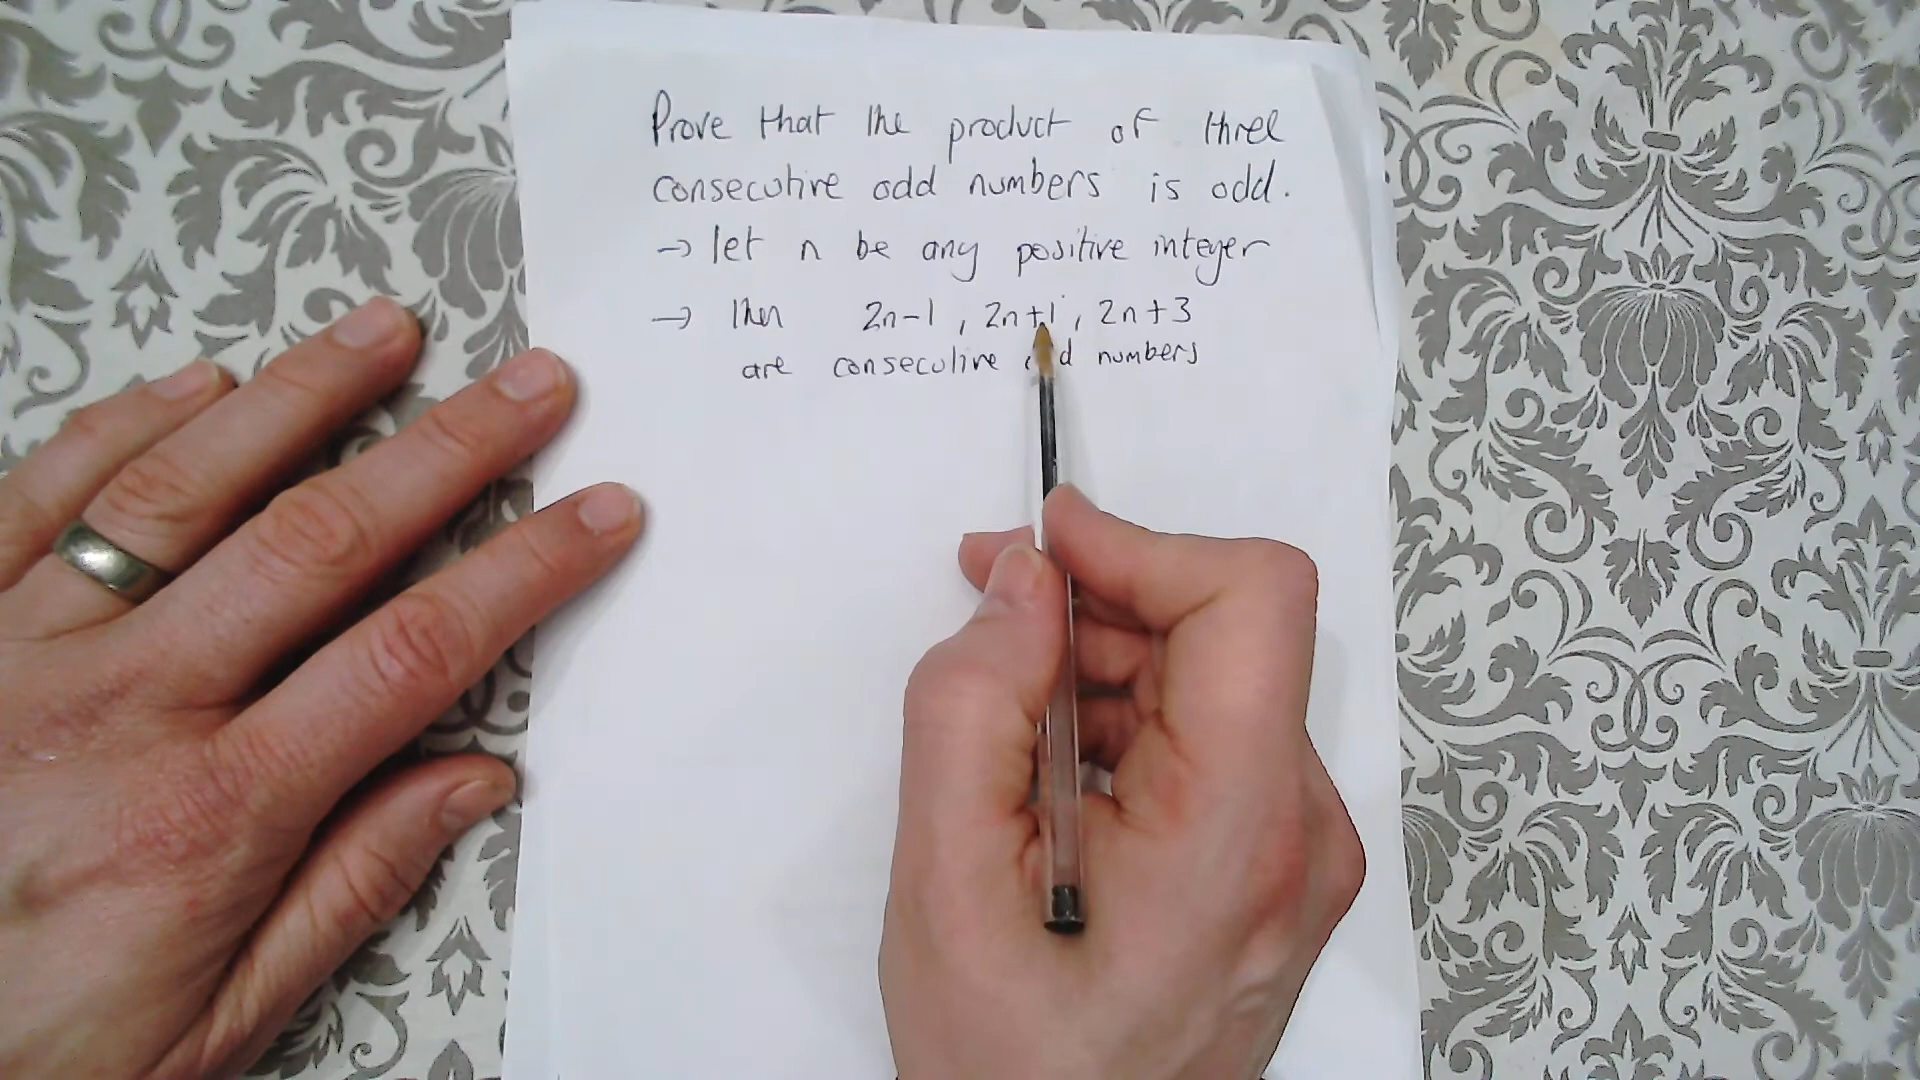 Prove that the product of three
consecutive odd numbers is odd.
→ let n be any positive integer
→ then 2n-1, 2n+1, 2n+3
are consecutive odd numbers